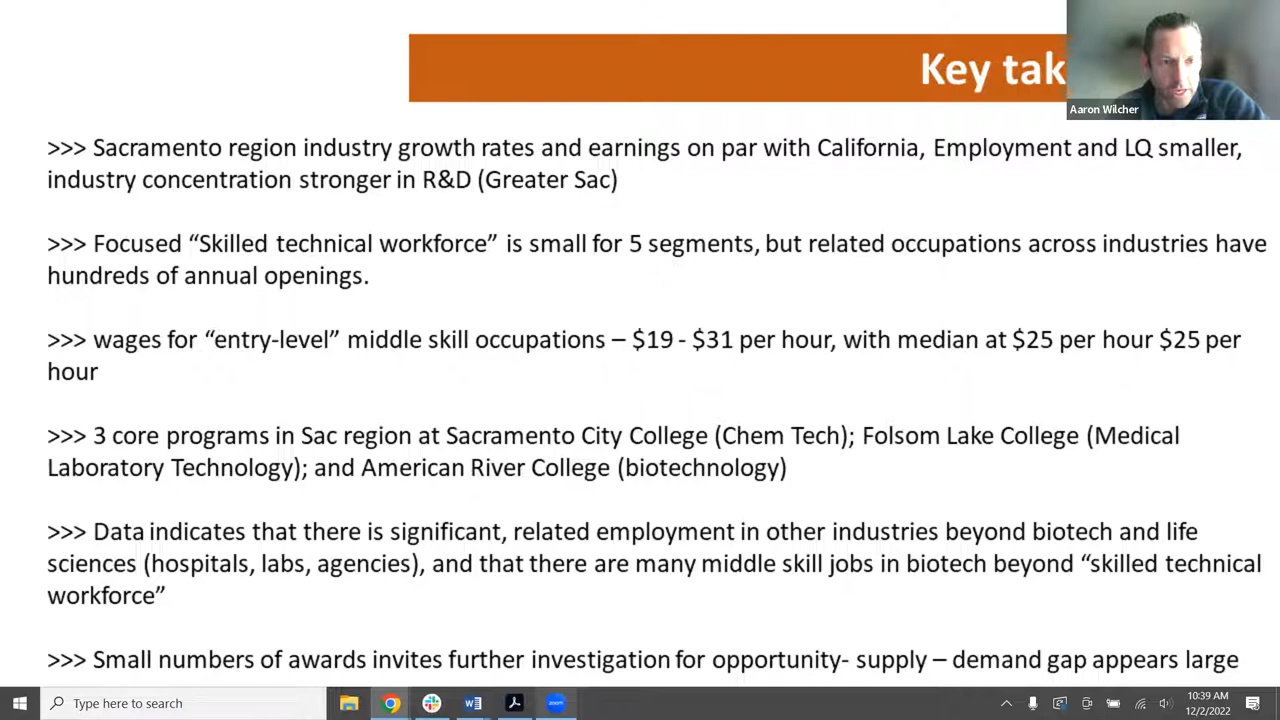 Key tak
Aaron Wilcher
>>> Sacramento region industry growth rates and earnings on par with California, Employment and LQ smaller,
industry concentration stronger in R&D (Greater Sac)
>>> Focused “Skilled technical workforce” is small for 5 segments, but related occupations across industries have
hundreds of annual openings.
>>> wages for “entry-level” middle skill occupations – $19 - $31 per hour, with median at $25 per hour $25 per
hour
>>> 3 core programs in Sac region at Sacramento City College (Chem Tech); Folsom Lake College (Medical
Laboratory Technology); and American River College (biotechnology)
>>> Data indicates that there is significant, related employment in other industries beyond biotech and life
sciences (hospitals, labs, agencies), and that there are many middle skill jobs in biotech beyond “skilled technical
workforce”
>>> Small numbers of awards invites further investigation for opportunity- supply – demand gap appears large
Type here to search
zoom
10:39 AM
12/2/2022